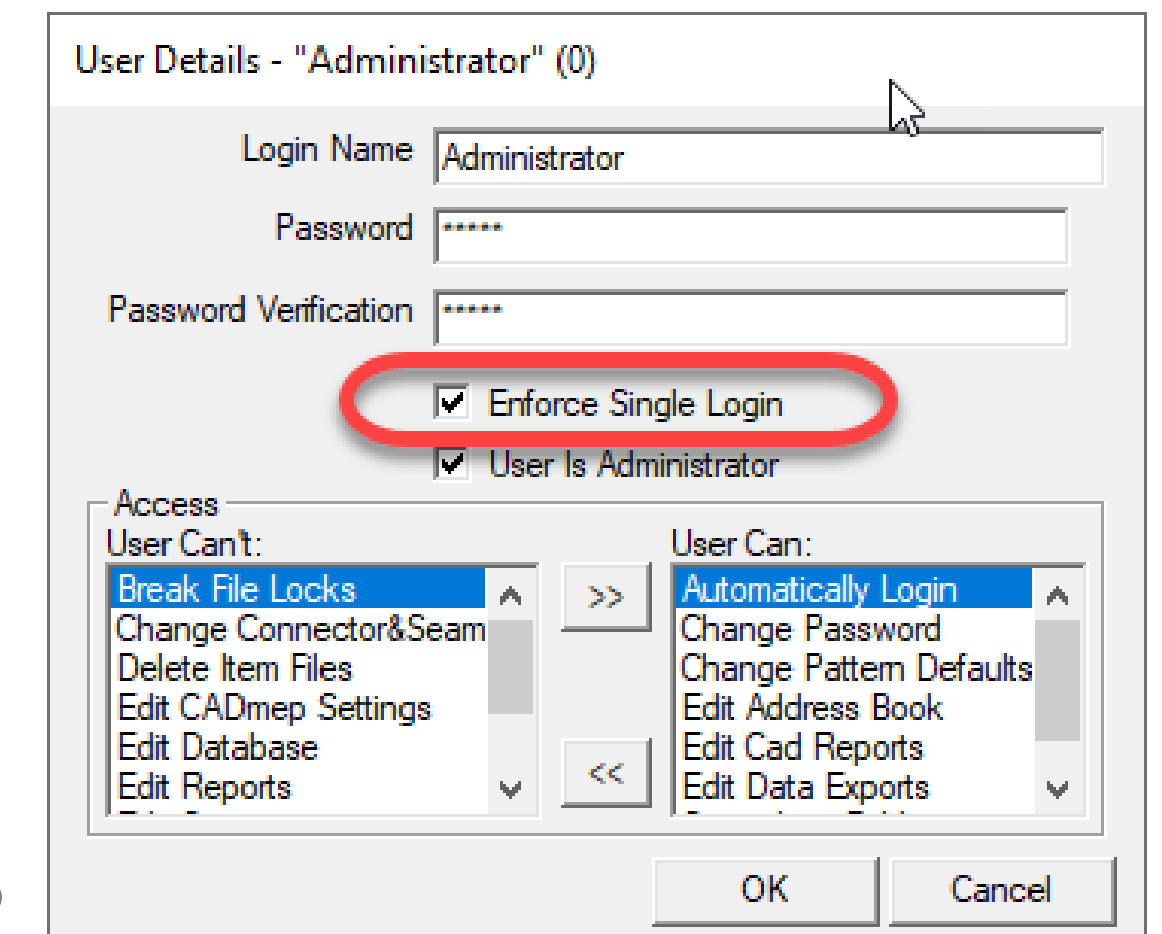 User Details - "Administrator" (0)
Login Name Administrator
Password *****
Password Verification *****
Enforce Single Login
User Is Administrator
Access
User Can't:
Break File Locks
Change Connector&Seam
Delete Item Files
Edit CADmep Settings
Edit Database
Edit Reports
>>
<<
User Can:
Automatically Login
Change Password
Change Pattern Defaults
Edit Address Book
Edit Cad Reports
Edit Data Exports
OK Cancel